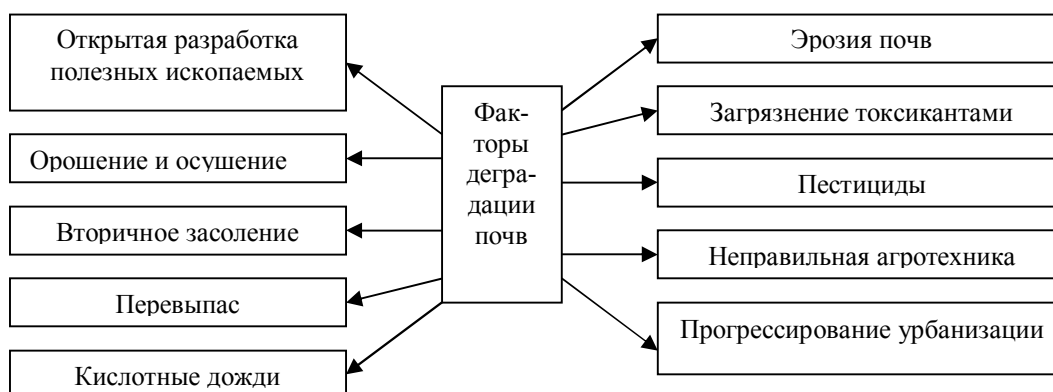 Открытая разработка
полезных ископаемых
Орошение и осушение
Вторичное засоление
Перевыпас
Кислотные дожди
Фак-
торы
дегра-
дации
почв
Эрозия почв
Загрязнение токсикантами
Пестициды
Неправильная агротехника
Прогрессирование урбанизации